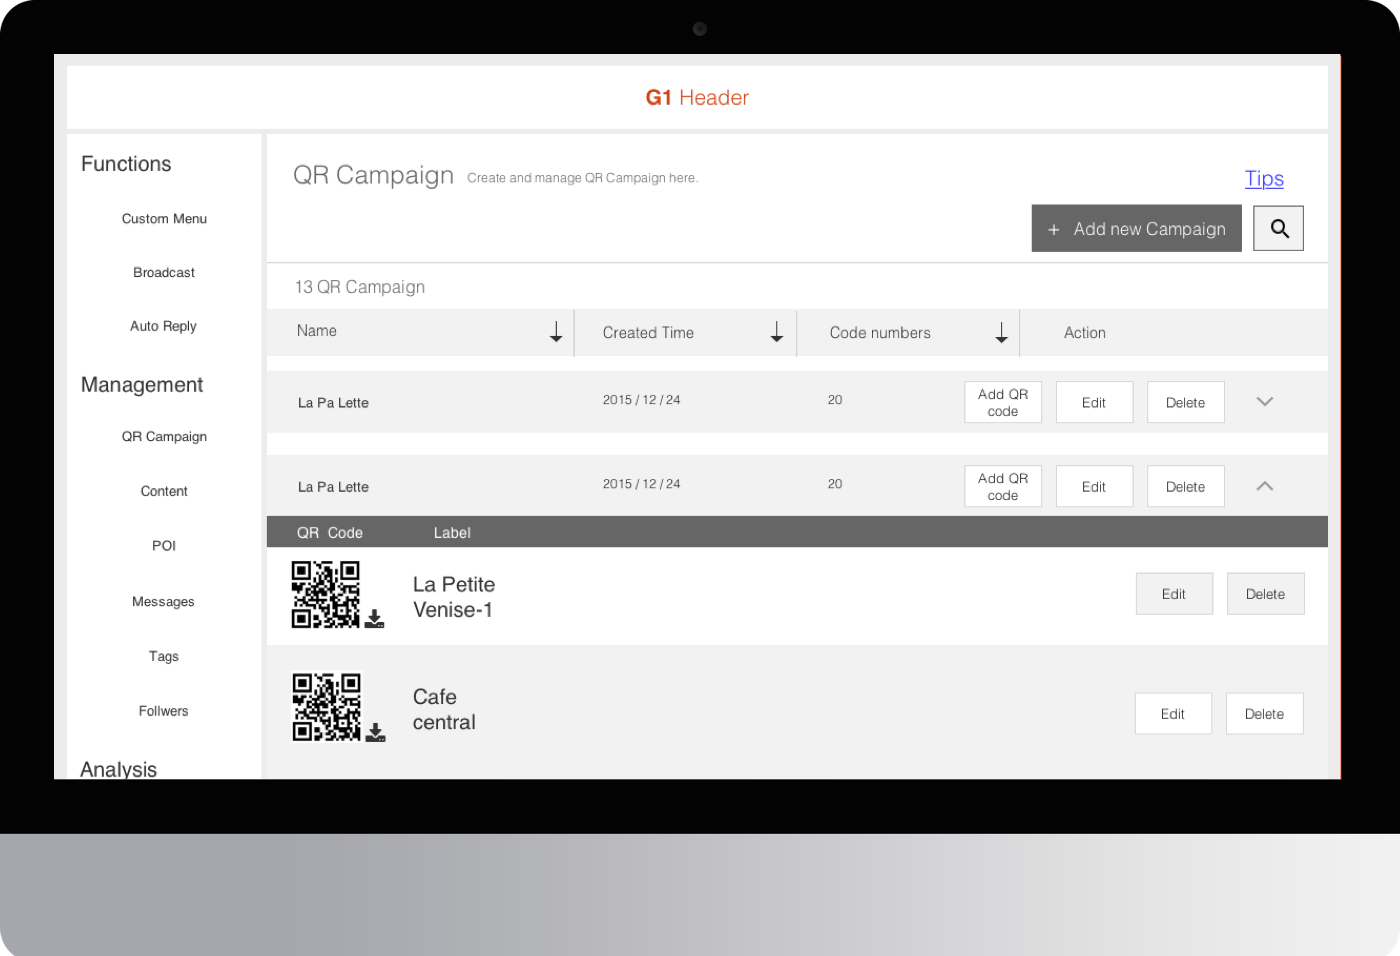 G1 Header
Functions
Custom Menu
Broadcast
Auto Reply
Management
QR Campaign
Content
POI
Messages
Tags
Follwers
Analysis
QR Campaign Create and manage QR Campaign here.
Tips
+ Add new Campaign
13 QR Campaign
Name Created Time Code numbers Action
La Pa Lette 2015 / 12 / 24 20 Add QR code Edit Delete
La Pa Lette 2015 / 12 / 24 20 Add QR code Edit Delete
QR Code Label
La Petite
Venise-1
Edit Delete
Cafe
central
Edit Delete